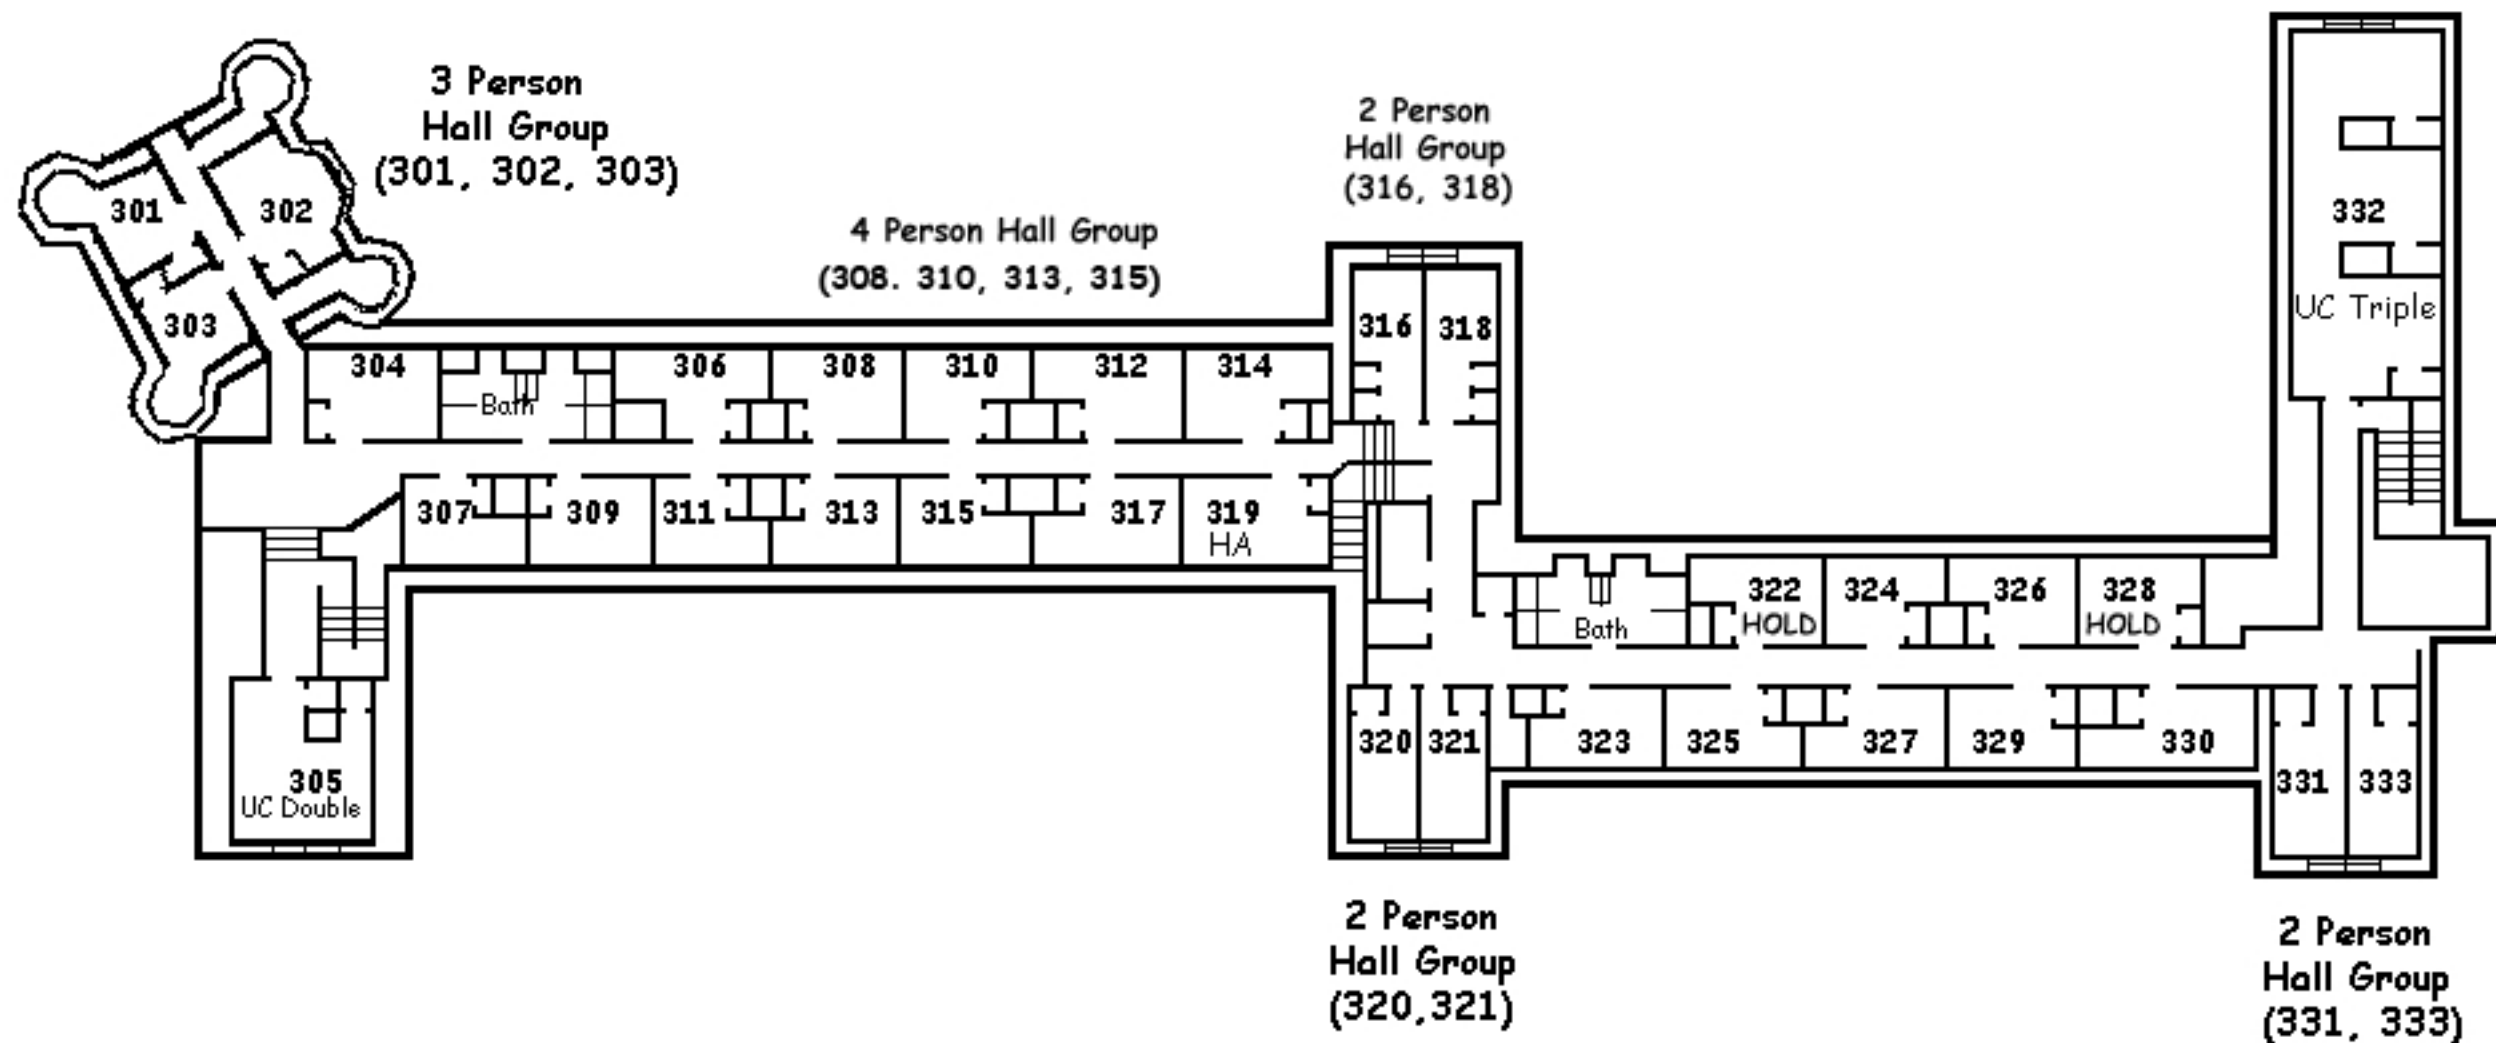 3 Person
Hall Group
(301, 302, 303)
2 Person
Hall Group
(316, 318)
4 Person Hall Group
(308. 310, 313, 315)
301
302
303
332
UC Triple
316
318
304
306
308
310
312
314
Bath
307
309
311
313
315
317
319
HA
322
HOLD
324
326
328
HOLD
Bath
320
321
323
325
327
329
330
305
UC Double
331
333
2 Person
Hall Group
(320,321)
2 Person
Hall Group
(331, 333)